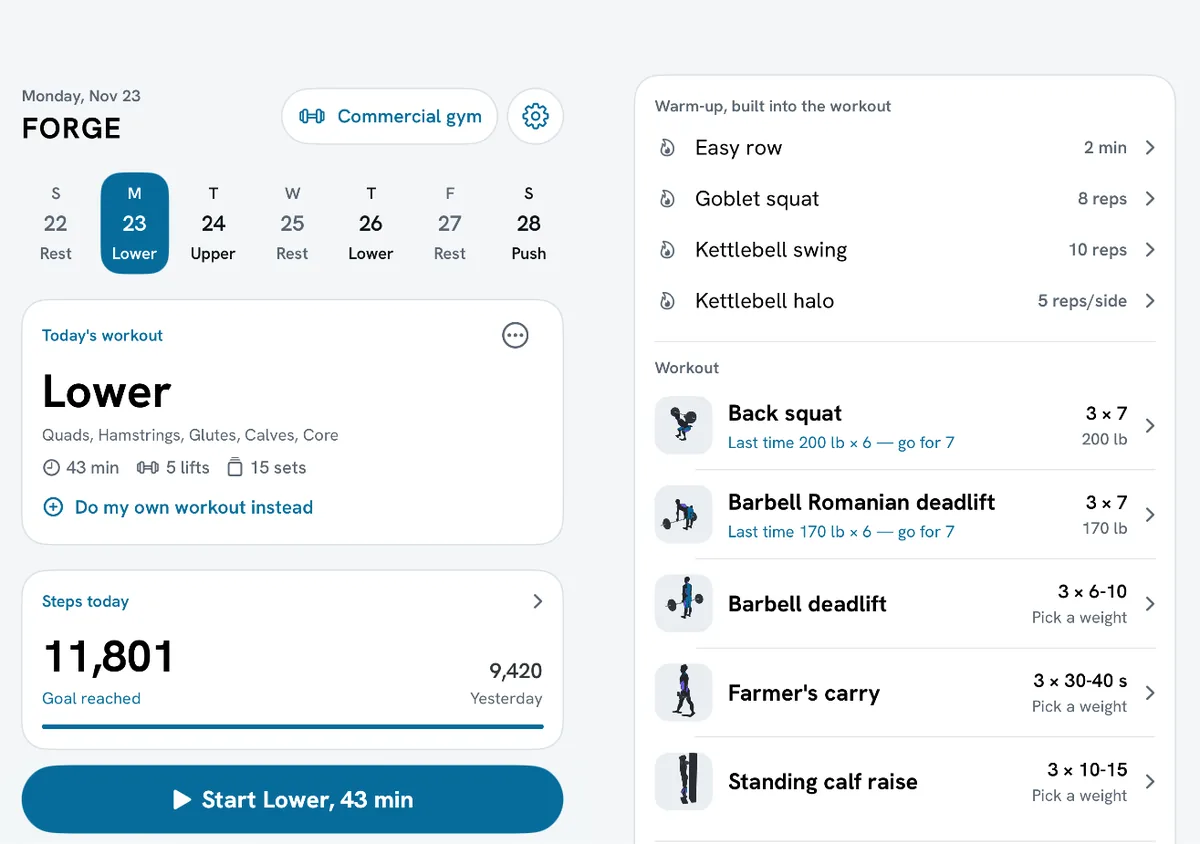 Monday, Nov 23
FORGE
Commercial gym
S M T W T F S
22 23 24 25 26 27 28
Rest Lower Upper Rest Lower Rest Push
Today's workout
Lower
Quads, Hamstrings, Glutes, Calves, Core
43 min 5 lifts 15 sets
Do my own workout instead
Steps today
11,801
9,420
Goal reached
Yesterday
Start Lower, 43 min
Warm-up, built into the workout
Easy row 2 min
Goblet squat 8 reps
Kettlebell swing 10 reps
Kettlebell halo 5 reps/side
Workout
Back squat 3 × 7
Last time 200 lb × 6 — go for 7 200 lb
Barbell Romanian deadlift 3 × 7
Last time 170 lb × 6 — go for 7 170 lb
Barbell deadlift 3 × 6-10
Pick a weight
Farmer's carry 3 × 30-40 s
Pick a weight
Standing calf raise 3 × 10-15
Pick a weight